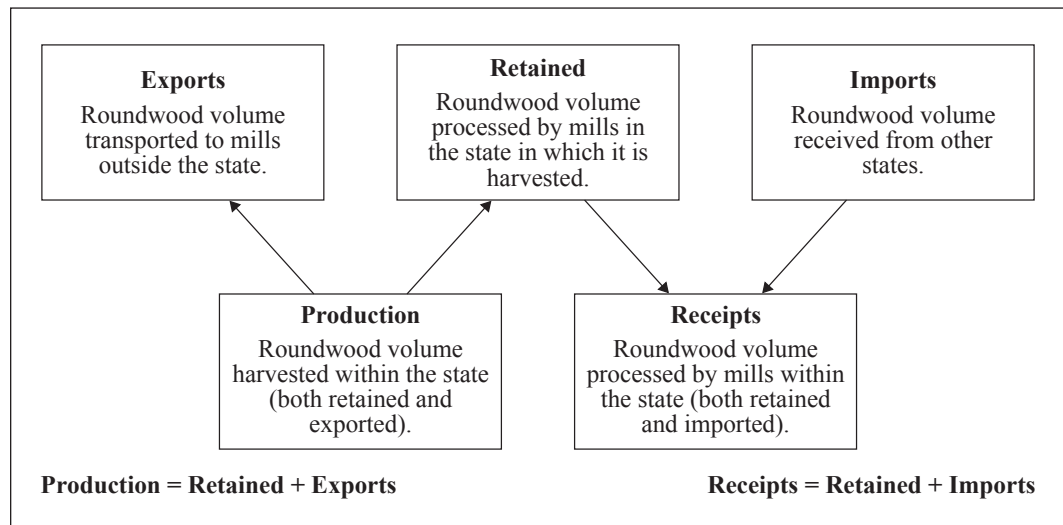 Exports
Roundwood volume
transported to mills
outside the state.
Retained
Roundwood volume
processed by mills in
the state in which it is
harvested.
Imports
Roundwood volume
received from other
states.
Production
Roundwood volume
harvested within the state
(both retained and
exported).
Receipts
Roundwood volume
processed by mills within
the state (both retained
and imported).
Production = Retained + Exports
Receipts = Retained + Imports